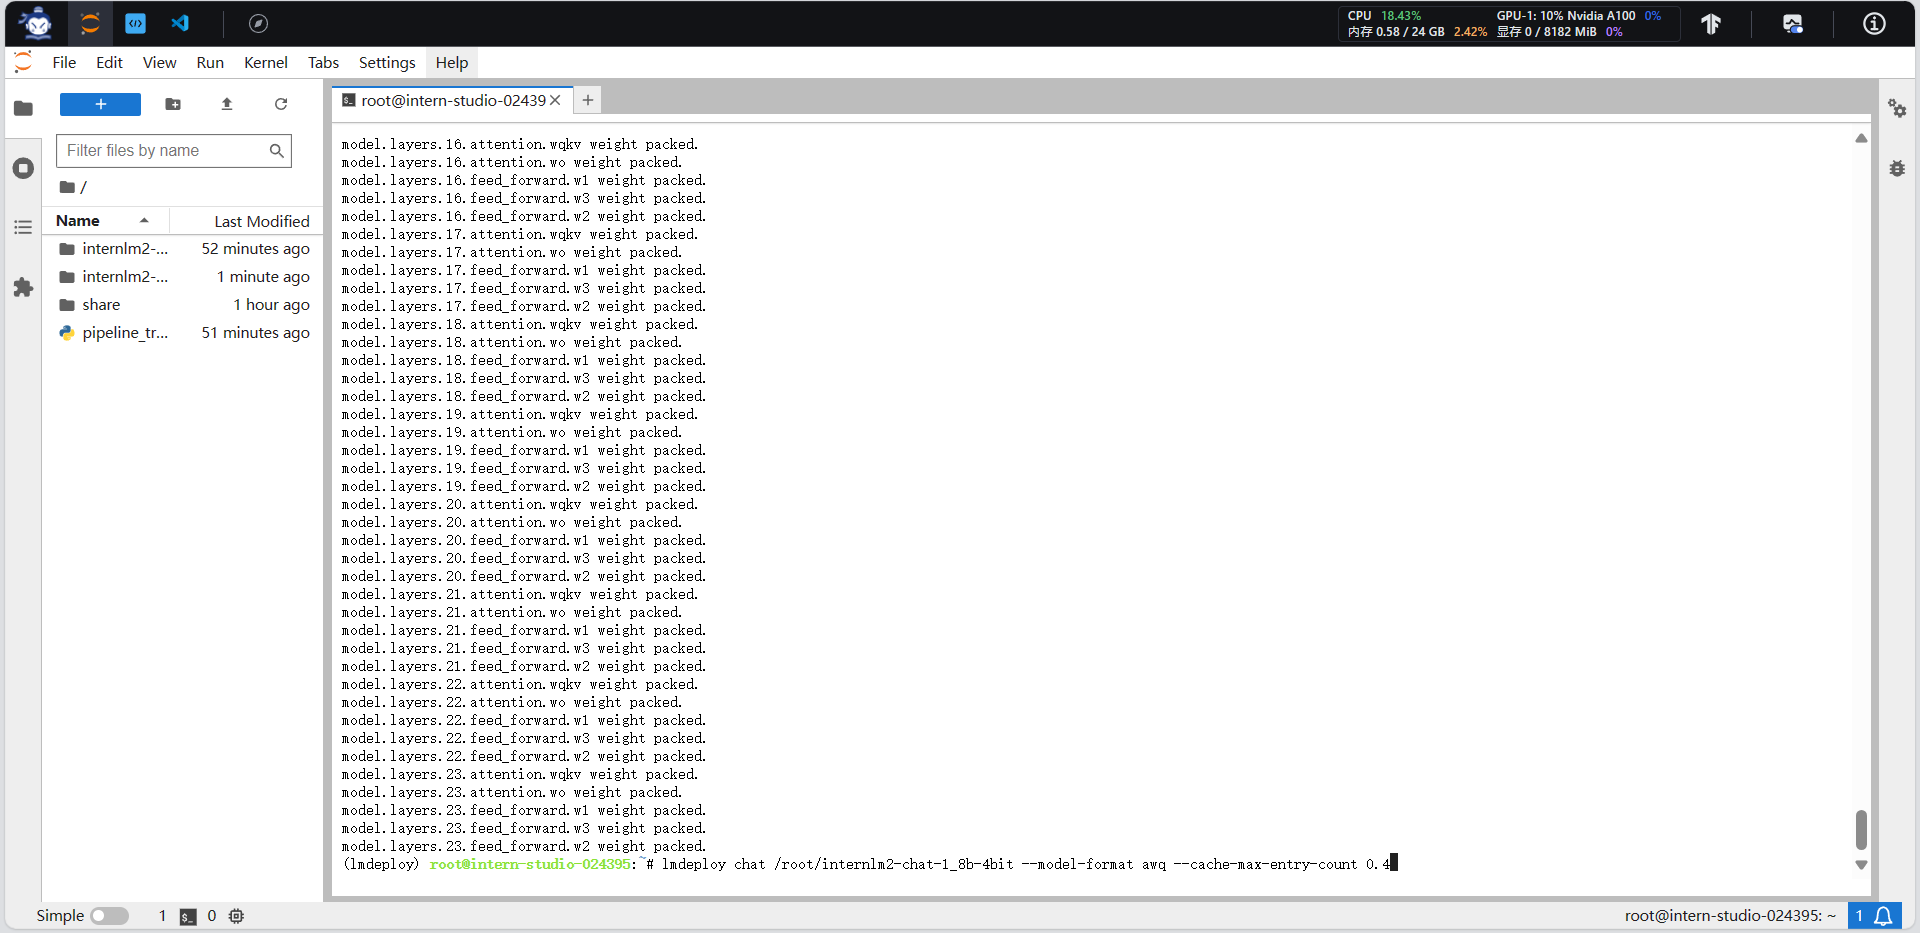 CPU 18.43% GPU-1: 10% Nvidia A100 0%
内存 0.58 / 24 GB 2.42% 显存 0 / 8182 MiB 0%
File Edit View Run Kernel Tabs Settings Help
root@intern-studio-02439
Filter files by name
/
Name Last Modified
internlm2-... 52 minutes ago
internlm2-... 1 minute ago
share 1 hour ago
pipeline_tr... 51 minutes ago
model.layers.16.attention.wqkv weight packed.
model.layers.16.attention.wo weight packed.
model.layers.16.feed_forward.w1 weight packed.
model.layers.16.feed_forward.w3 weight packed.
model.layers.16.feed_forward.w2 weight packed.
model.layers.17.attention.wqkv weight packed.
model.layers.17.attention.wo weight packed.
model.layers.17.feed_forward.w1 weight packed.
model.layers.17.feed_forward.w3 weight packed.
model.layers.17.feed_forward.w2 weight packed.
model.layers.18.attention.wqkv weight packed.
model.layers.18.attention.wo weight packed.
model.layers.18.feed_forward.w1 weight packed.
model.layers.18.feed_forward.w3 weight packed.
model.layers.18.feed_forward.w2 weight packed.
model.layers.19.attention.wqkv weight packed.
model.layers.19.attention.wo weight packed.
model.layers.19.feed_forward.w1 weight packed.
model.layers.19.feed_forward.w3 weight packed.
model.layers.19.feed_forward.w2 weight packed.
model.layers.20.attention.wqkv weight packed.
model.layers.20.attention.wo weight packed.
model.layers.20.feed_forward.w1 weight packed.
model.layers.20.feed_forward.w3 weight packed.
model.layers.20.feed_forward.w2 weight packed.
model.layers.21.attention.wqkv weight packed.
model.layers.21.attention.wo weight packed.
model.layers.21.feed_forward.w1 weight packed.
model.layers.21.feed_forward.w3 weight packed.
model.layers.21.feed_forward.w2 weight packed.
model.layers.22.attention.wqkv weight packed.
model.layers.22.attention.wo weight packed.
model.layers.22.feed_forward.w1 weight packed.
model.layers.22.feed_forward.w3 weight packed.
model.layers.22.feed_forward.w2 weight packed.
model.layers.23.attention.wqkv weight packed.
model.layers.23.attention.wo weight packed.
model.layers.23.feed_forward.w1 weight packed.
model.layers.23.feed_forward.w3 weight packed.
model.layers.23.feed_forward.w2 weight packed.
(lmdeploy) root@intern-studio-024395:~# lmdeploy chat /root/internlm2-chat-1_8b-4bit --model-format awq --cache-max-entry-count 0.4
Simple 1 0 root@intern-studio-024395: ~ 1